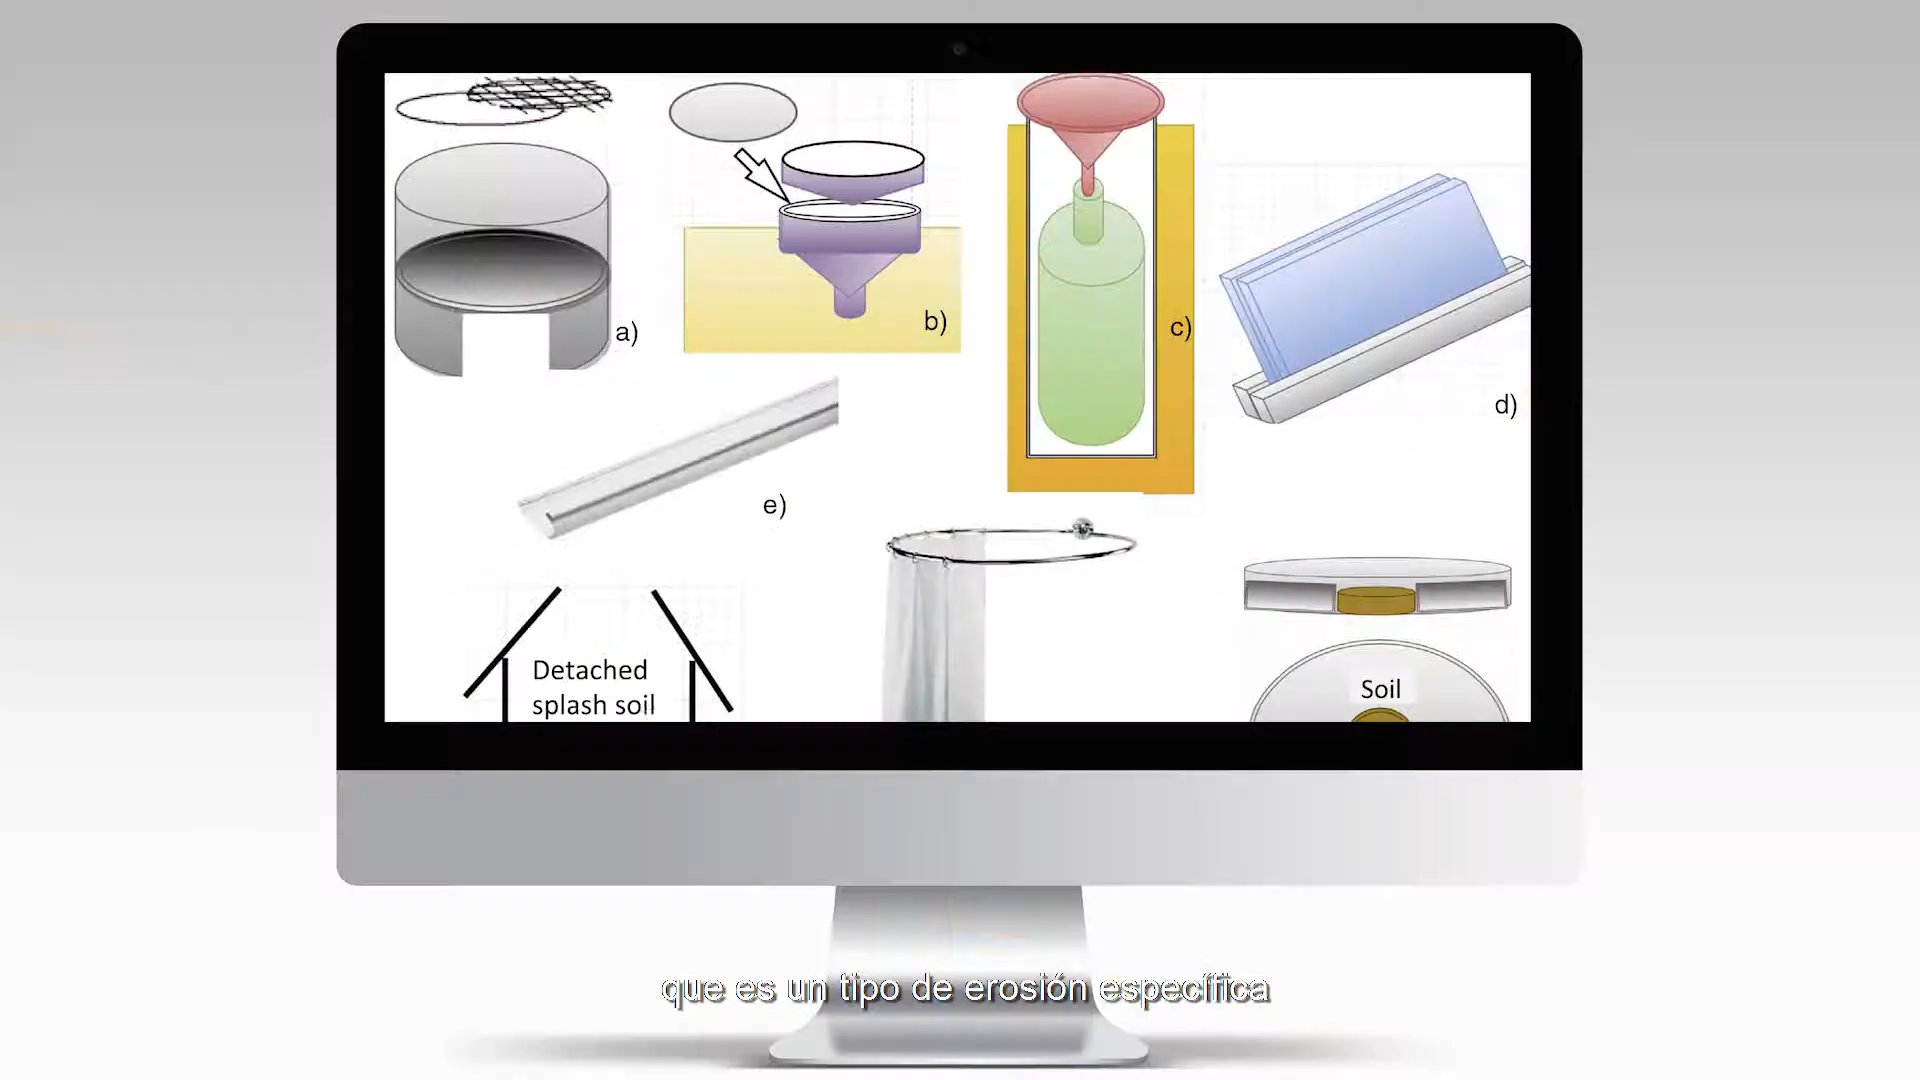 a)
b)
c)
d)
e)
Detached
splash soil
Soil
que es un tipo de erosión específica